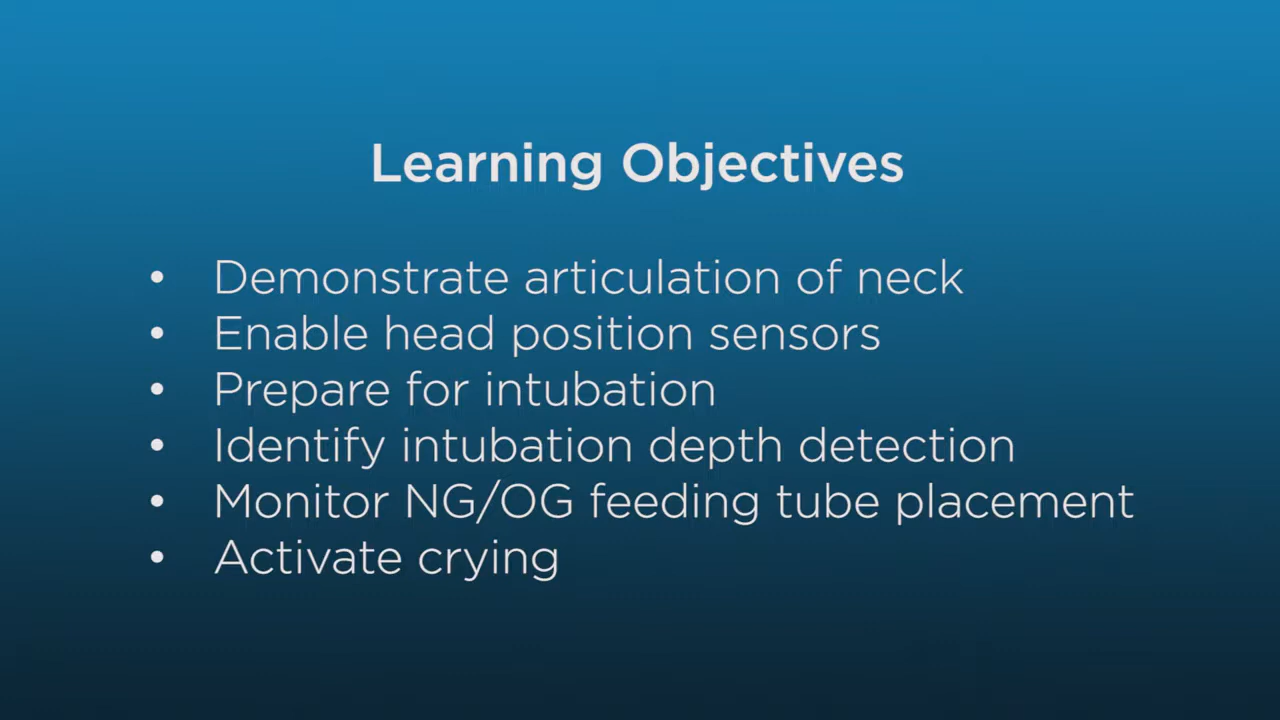 Learning Objectives
• Demonstrate articulation of neck
• Enable head position sensors
• Prepare for intubation
• Identify intubation depth detection
• Monitor NG/OG feeding tube placement
• Activate crying